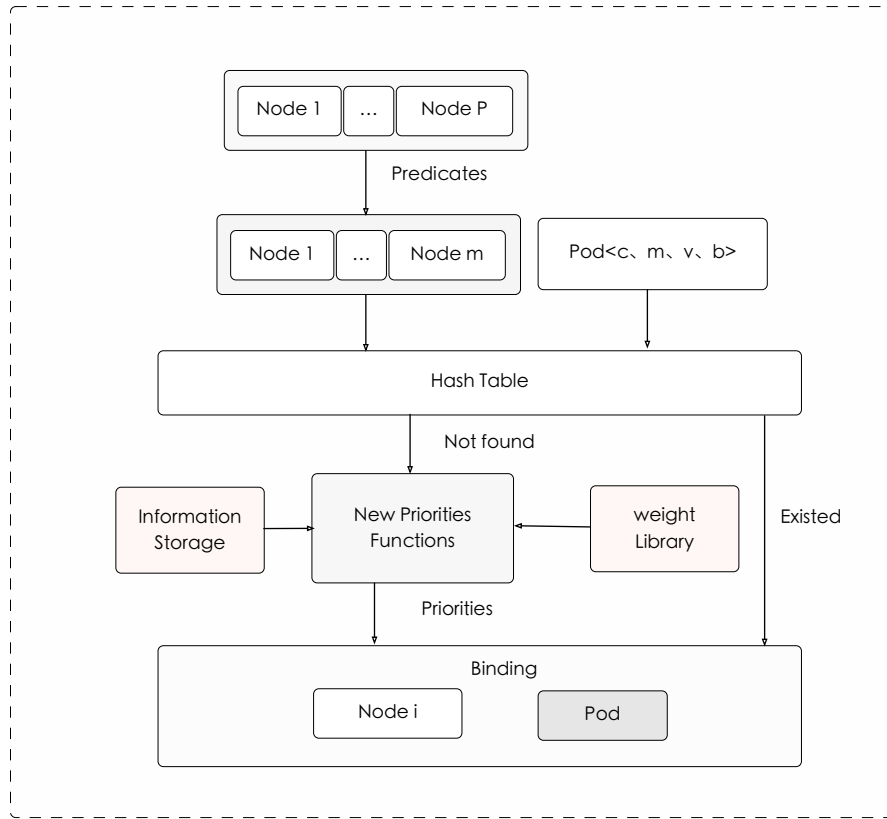 Node 1 … Node P
Predicates
Node 1 … Node m
Pod<c、m、v、b>
Hash Table
Not found
Information
Storage
New Priorities
Functions
weight
Library
Existed
Priorities
Binding
Node i
Pod